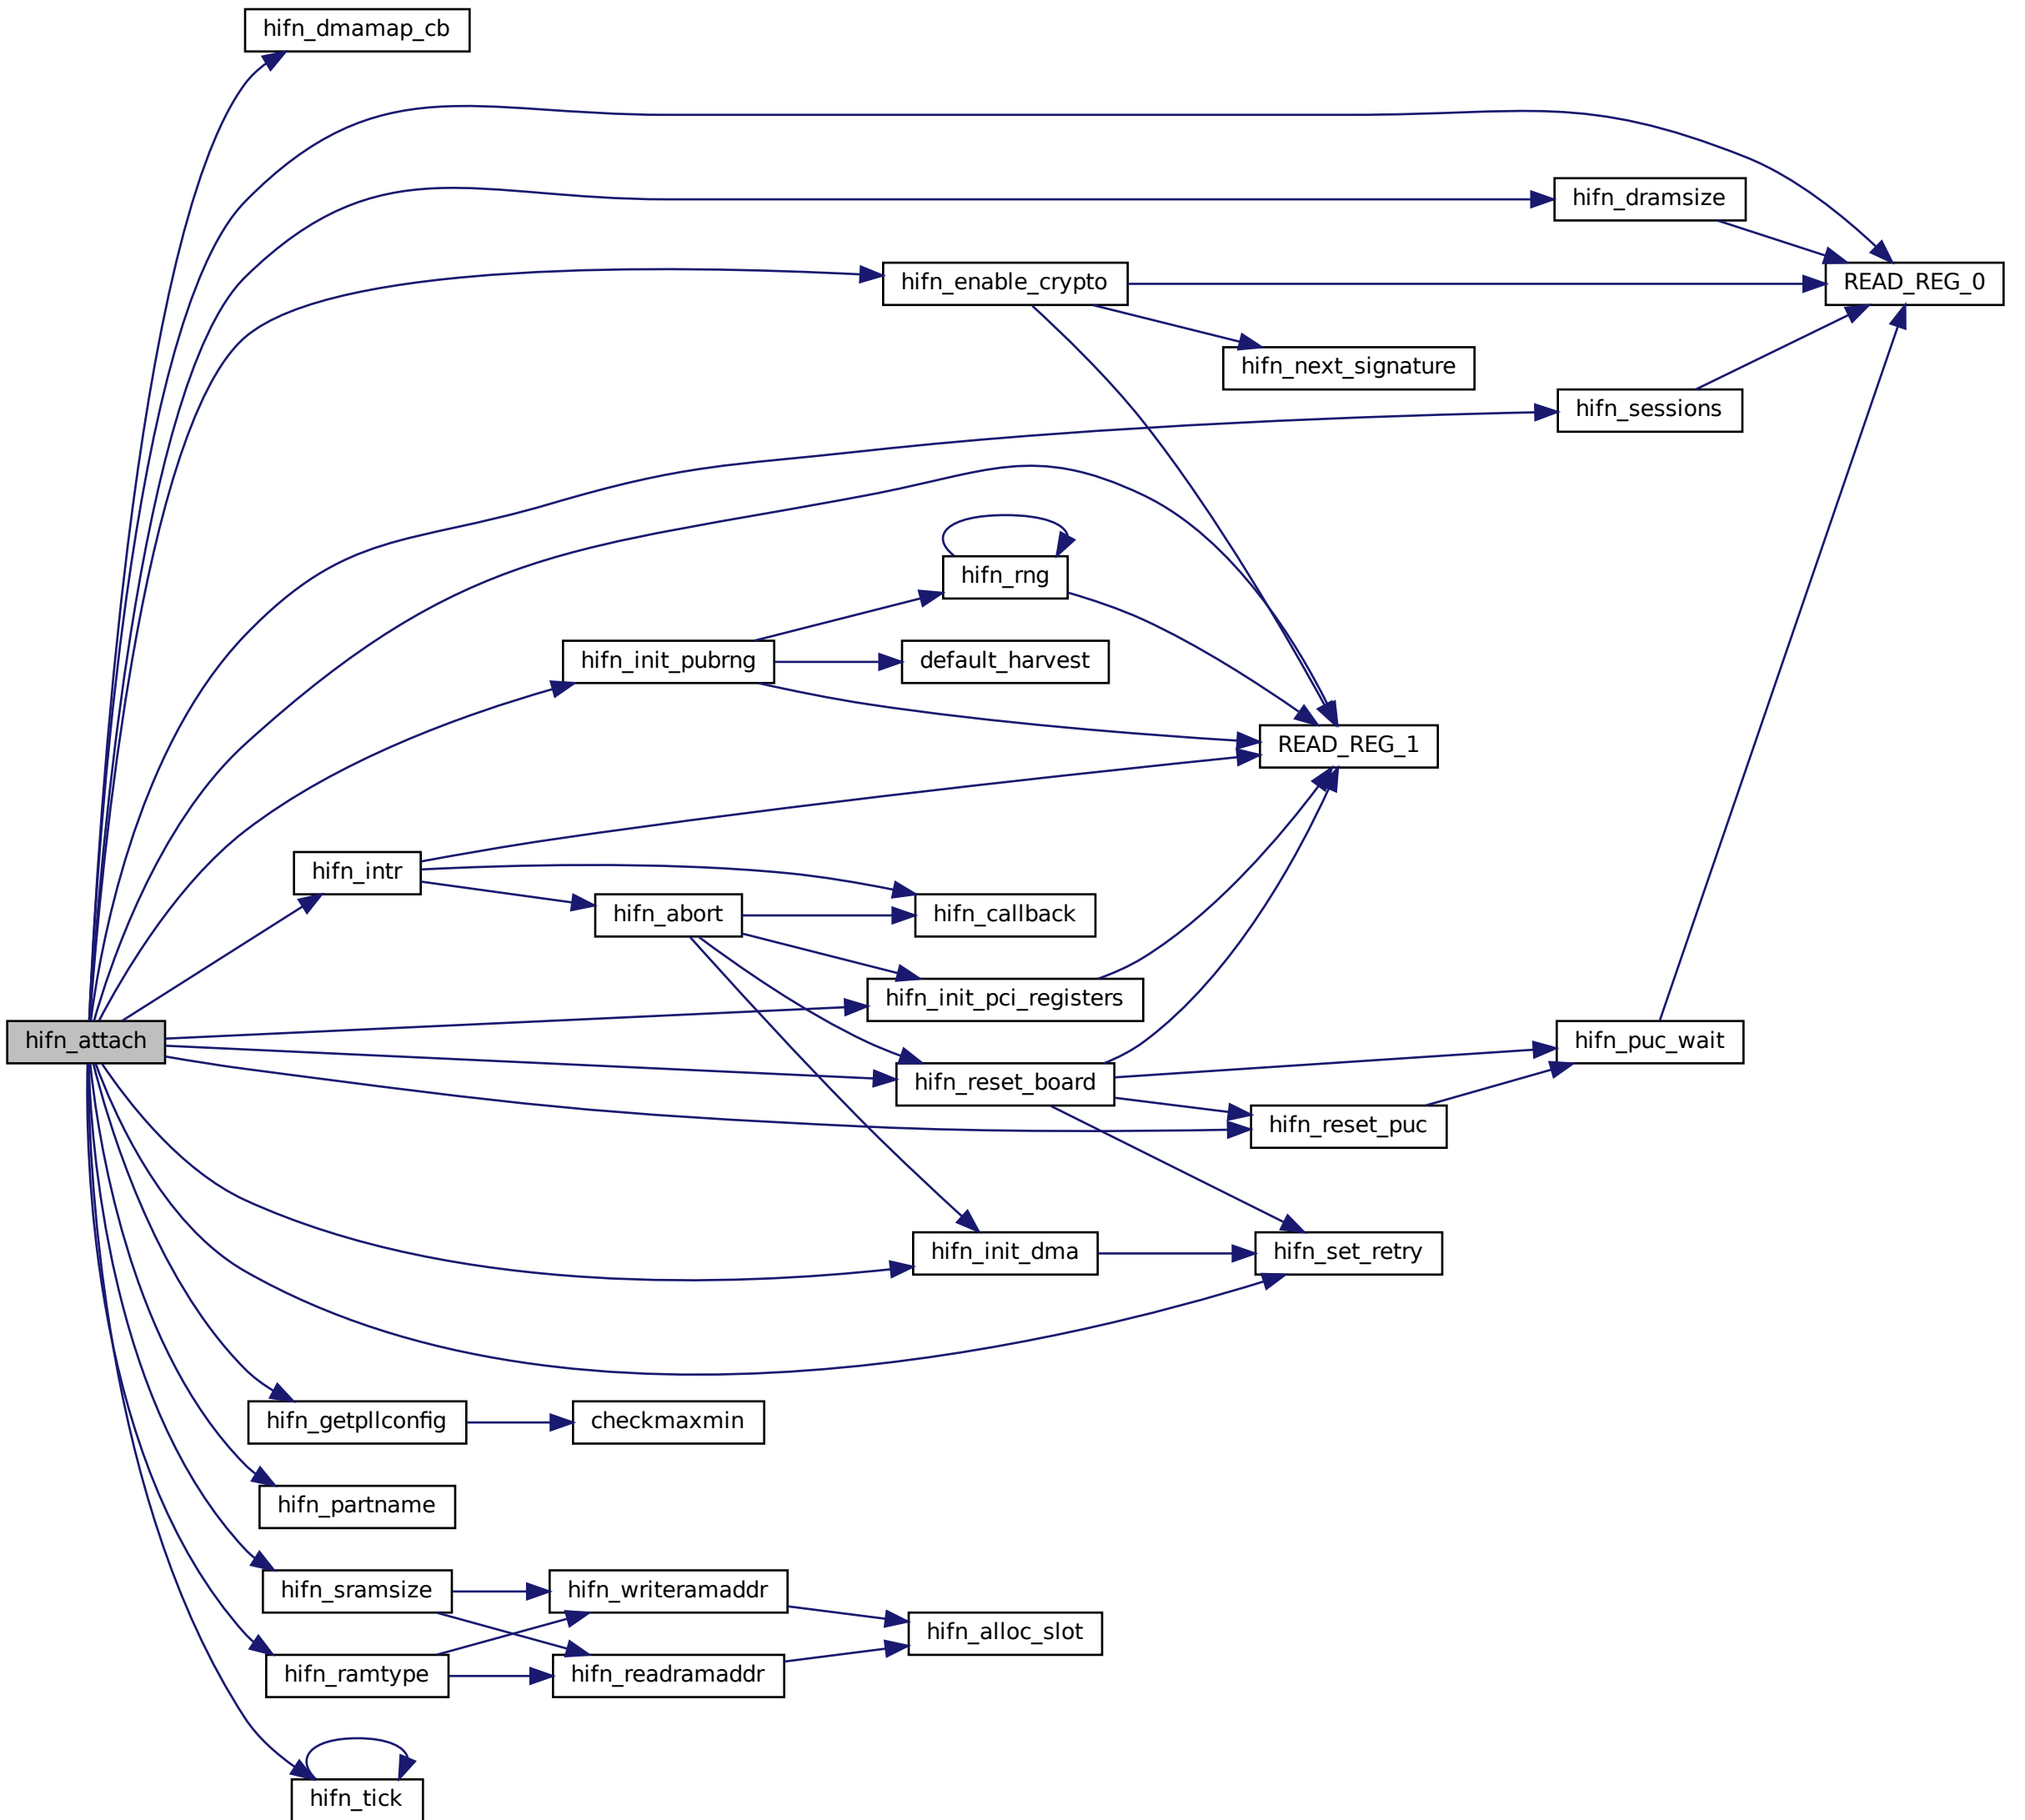 hifn_dmamap_cb
hifn_dramsize
hifn_enable_crypto
READ_REG_0
hifn_next_signature
hifn_sessions
hifn_rng
hifn_init_pubrng
default_harvest
READ_REG_1
hifn_intr
hifn_abort
hifn_callback
hifn_init_pci_registers
hifn_attach
hifn_puc_wait
hifn_reset_board
hifn_reset_puc
hifn_init_dma
hifn_set_retry
hifn_getpllconfig
checkmaxmin
hifn_partname
hifn_sramsize
hifn_writeramaddr
hifn_alloc_slot
hifn_ramtype
hifn_readramaddr
hifn_tick